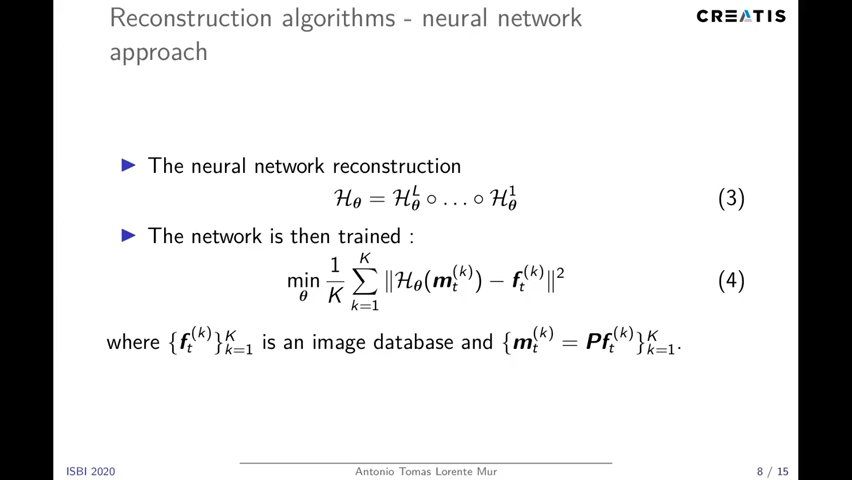 Reconstruction algorithms - neural network
approach
CREATIS
▶ The neural network reconstruction
ℋ_θ = ℋ_θ^L ∘ … ∘ ℋ_θ^1 (3)
▶ The network is then trained :
min_θ 1/K ∑_{k=1}^K ‖ℋ_θ(m_t^(k)) − f_t^(k)‖² (4)
where {f_t^(k)}_{k=1}^K is an image database and {m_t^(k) = Pf_t^(k)}_{k=1}^K.
ISBI 2020 Antonio Tomas Lorente Mur 8 / 15